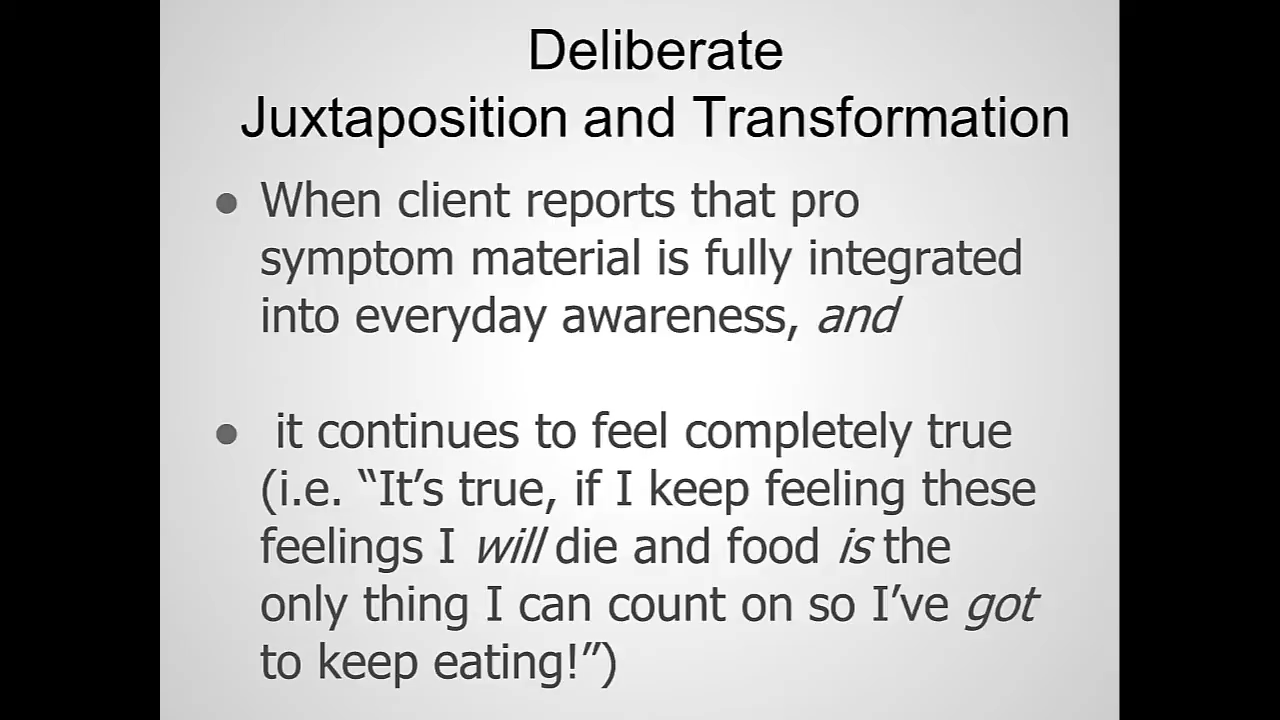 Deliberate
Juxtaposition and Transformation
● When client reports that pro
symptom material is fully integrated
into everyday awareness, and
● it continues to feel completely true
(i.e. “It’s true, if I keep feeling these
feelings I will die and food is the
only thing I can count on so I’ve got
to keep eating!”)